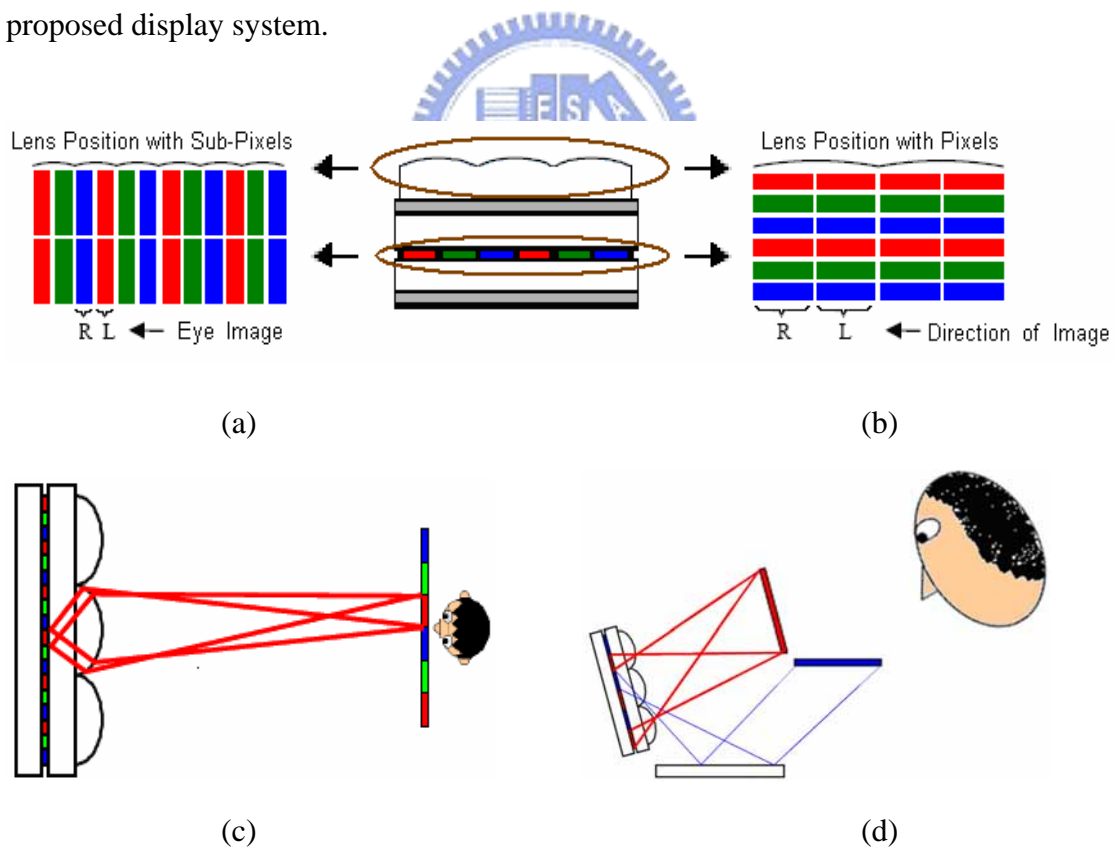 proposed display system.
E S A
Lens Position with Sub-Pixels
Lens Position with Pixels
R L ← Eye Image
R L ← Direction of Image
(a)
(b)
(c)
(d)